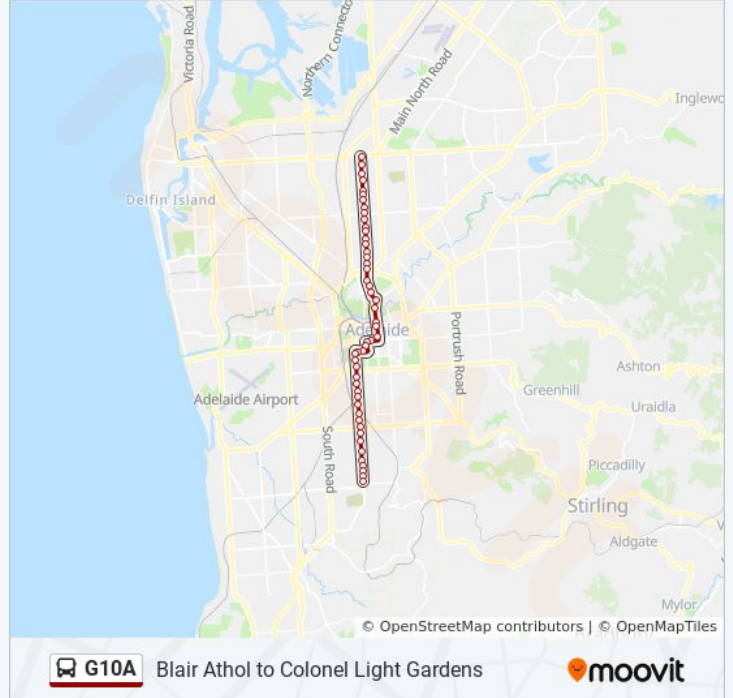 Victoria Road
Northern Connecto
Main North Road
Inglewo
Delfin Island
Adelaide
Portrush Road
Ashton
Greenhill
Adelaide Airport
Uraidla
South Road
Piccadilly
Stirling
Aldgate
Mylor
© OpenStreetMap contributors | © OpenMapTiles
G10A
Blair Athol to Colonel Light Gardens
moovit